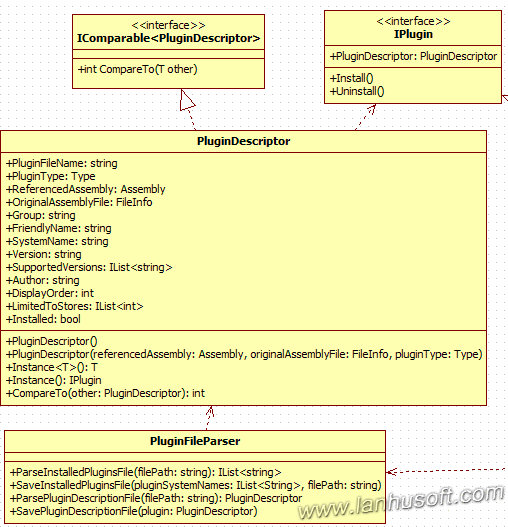 <<interface>>
IComparable<PluginDescriptor>
+int CompareTo(T other)
<<interface>>
IPlugin
+PluginDescriptor: PluginDescriptor
+Install()
+Uninstall()
PluginDescriptor
+PluginFileName: string
+PluginType: Type
+ReferencedAssembly: Assembly
+OriginalAssemblyFile: FileInfo
+Group: string
+FriendlyName: string
+SystemName: string
+Version: string
+SupportedVersions: IList<string>
+Author: string
+DisplayOrder: int
+LimitedToStores: IList<int>
+Installed: bool
+PluginDescriptor()
+PluginDescriptor(referencedAssembly: Assembly, originalAssemblyFile: FileInfo, pluginType: Type)
+Instance<T>(): T
+Instance(): IPlugin
+CompareTo(other: PluginDescriptor): int
PluginFileParser
+ParseInstalledPluginsFile(filePath: string): IList<string>
+SaveInstalledPluginsFile(pluginSystemNames: IList<String>, filePath: string)
+ParsePluginDescriptionFile(filePath: string): PluginDescriptor
+SavePluginDescriptionFile(plugin: PluginDescriptor)
www.lanhusoft.com